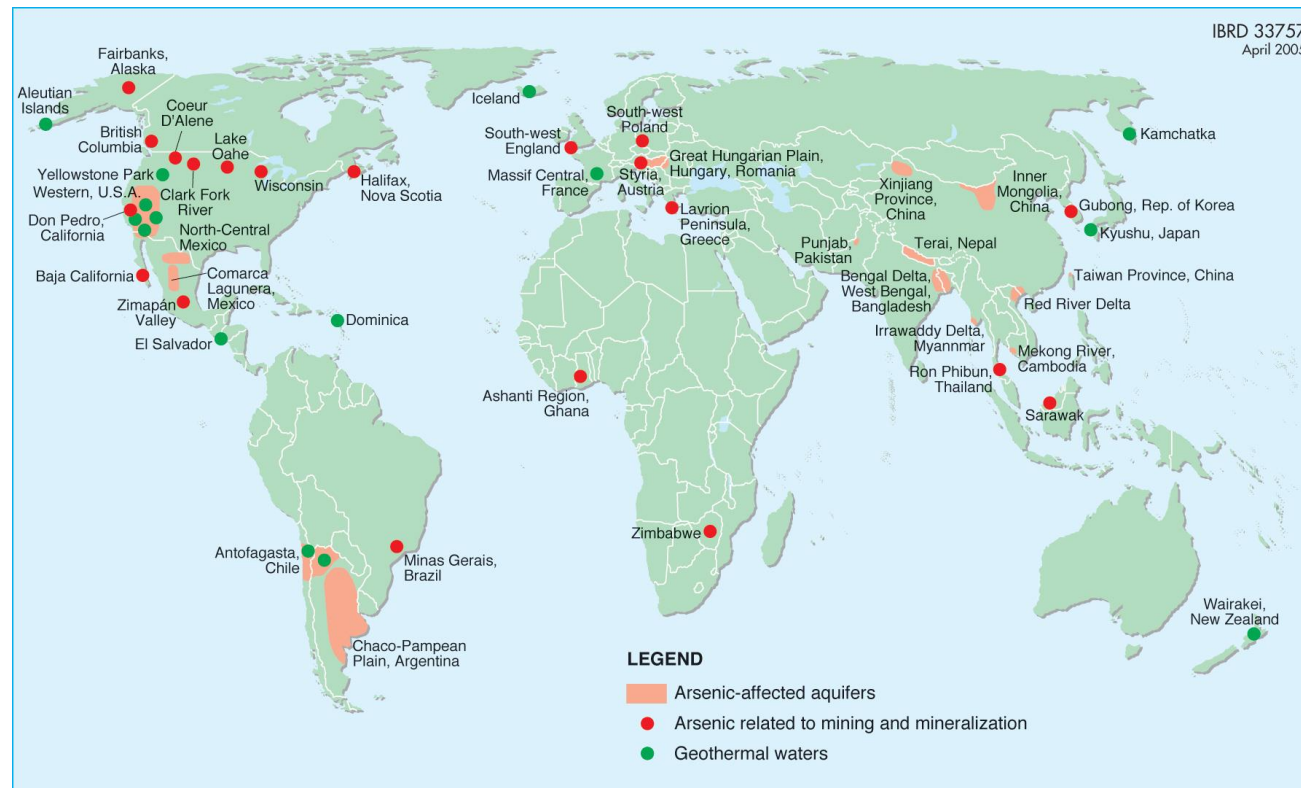 IBRD 33757
April 2005
Fairbanks,
Alaska
Aleutian
Islands
Coeur
D'Alene
British
Columbia
Lake
Oahe
Yellowstone Park
Western, U.S.A.
Clark Fork
River
Wisconsin
Halifax,
Nova Scotia
Don Pedro,
California
North-Central
Mexico
Baja California
Comarca
Lagunera,
Mexico
Zimapán
Valley
Dominica
El Salvador
Antofagasta,
Chile
Minas Gerais,
Brazil
Chaco-Pampean
Plain, Argentina
Iceland
South-west
England
South-west
Poland
Massif Central,
France
Styria,
Austria
Great Hungarian Plain,
Hungary, Romania
Lavrion
Peninsula,
Greece
Ashanti Region,
Ghana
Zimbabwe
Kamchatka
Xinjiang
Province,
China
Inner
Mongolia,
China
Gubong, Rep. of Korea
Kyushu, Japan
Punjab,
Pakistan
Terai, Nepal
Bengal Delta,
West Bengal,
Bangladesh
Taiwan Province, China
Red River Delta
Irrawaddy Delta,
Myannmar
Mekong River,
Cambodia
Ron Phibun,
Thailand
Sarawak
Wairakei,
New Zealand
LEGEND
Arsenic-affected aquifers
Arsenic related to mining and mineralization
Geothermal waters